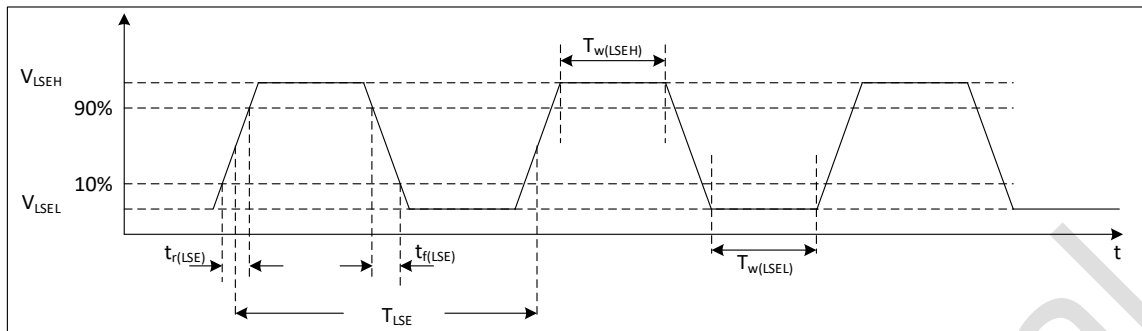 T_w(LSEH)
V_LSEH
90%
10%
V_LSEL
t_r(LSE)
t_f(LSE)
T_w(LSEL)
t
T_LSE